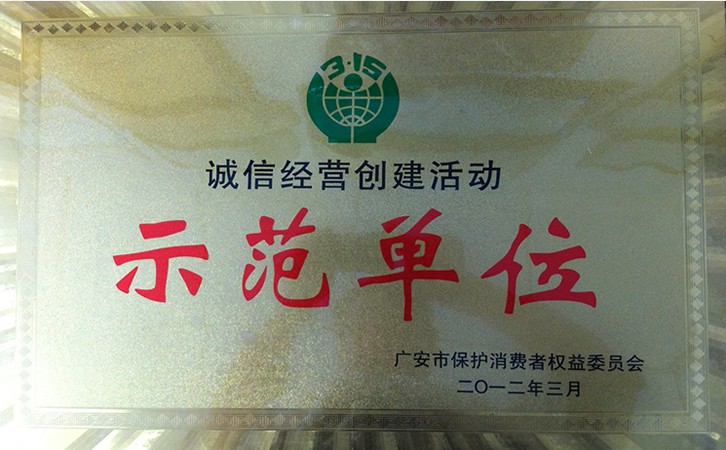 3·15
诚信经营创建活动
示范单位
广安市保护消费者权益委员会
二〇一二年三月